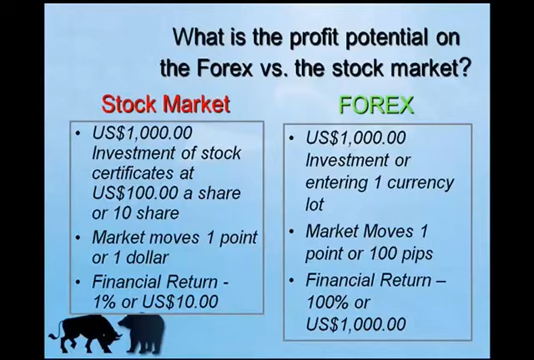 What is the profit potential on
the Forex vs. the stock market?
Stock Market
• US$1,000.00
Investment of stock
certificates at
US$100.00 a share
or 10 share
• Market moves 1 point
or 1 dollar
• Financial Return -
1% or US$10.00
FOREX
• US$1,000.00
Investment or
entering 1 currency
lot
• Market Moves 1
point or 100 pips
• Financial Return –
100% or
US$1,000.00